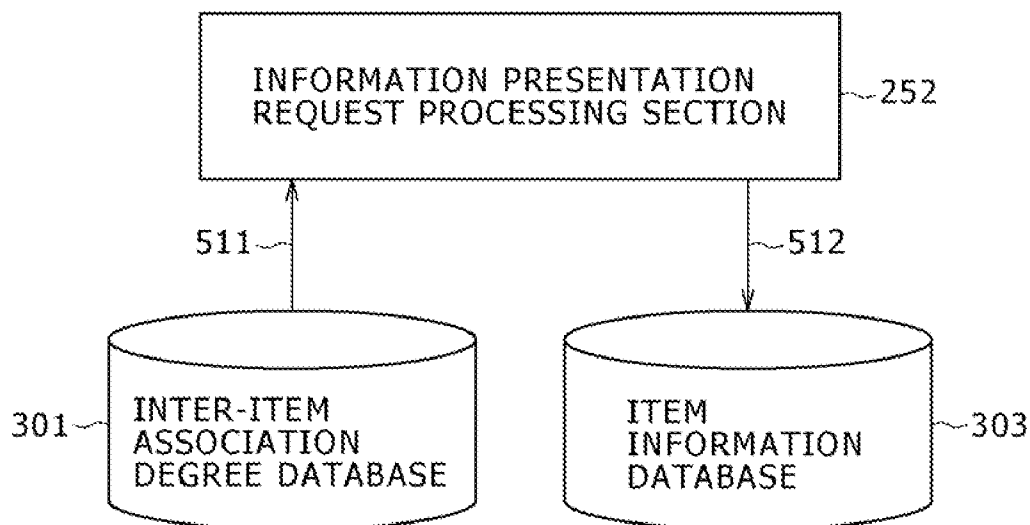 INFORMATION PRESENTATION
REQUEST PROCESSING SECTION
252
511
512
301
INTER-ITEM
ASSOCIATION
DEGREE DATABASE
ITEM
INFORMATION
DATABASE
303